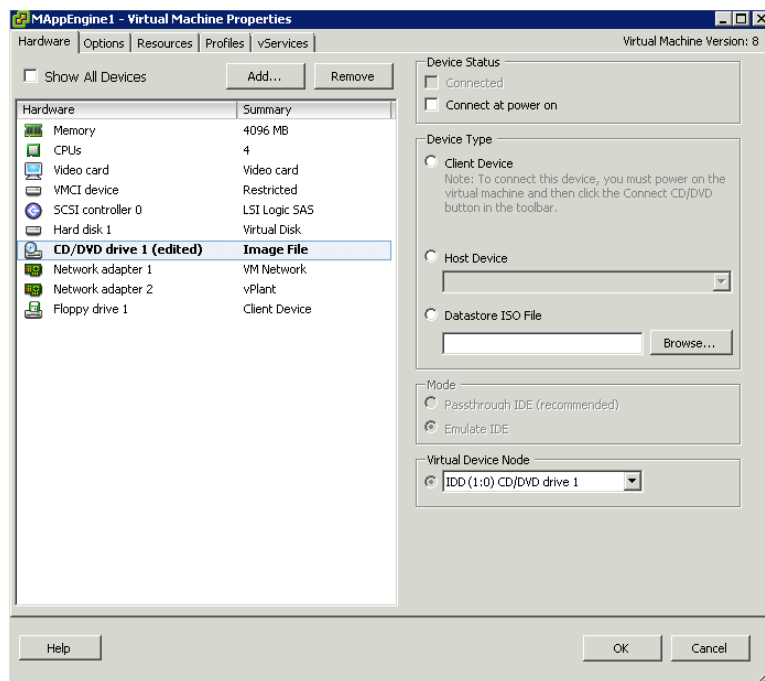 MAppEngine1 - Virtual Machine Properties
Hardware Options Resources Profiles vServices Virtual Machine Version: 8
Show All Devices Add... Remove
Hardware Summary
Memory 4096 MB
CPUs 4
Video card Video card
VMCI device Restricted
SCSI controller 0 LSI Logic SAS
Hard disk 1 Virtual Disk
CD/DVD drive 1 (edited) Image File
Network adapter 1 VM Network
Network adapter 2 vPlant
Floppy drive 1 Client Device
Device Status
Connected
Connect at power on
Device Type
Client Device
Note: To connect this device, you must power on the
virtual machine and then click the Connect CD/DVD
button in the toolbar.
Host Device
Datastore ISO File
Browse...
Mode
Passthrough IDE (recommended)
Emulate IDE
Virtual Device Node
IDD (1:0) CD/DVD drive 1
Help OK Cancel